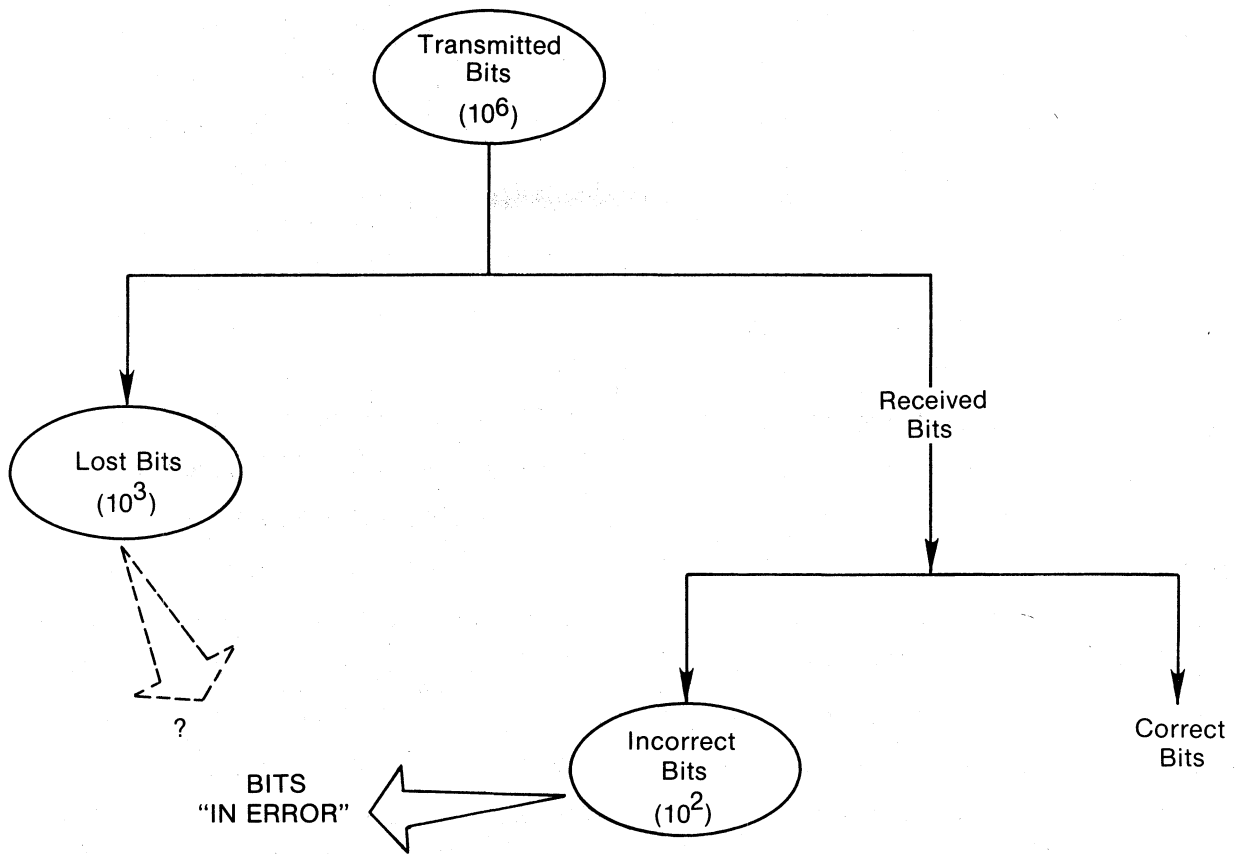 Transmitted
Bits
(10⁶)
Received
Bits
Lost Bits
(10³)
?
Incorrect
Bits
(10²)
Correct
Bits
BITS
“IN ERROR”